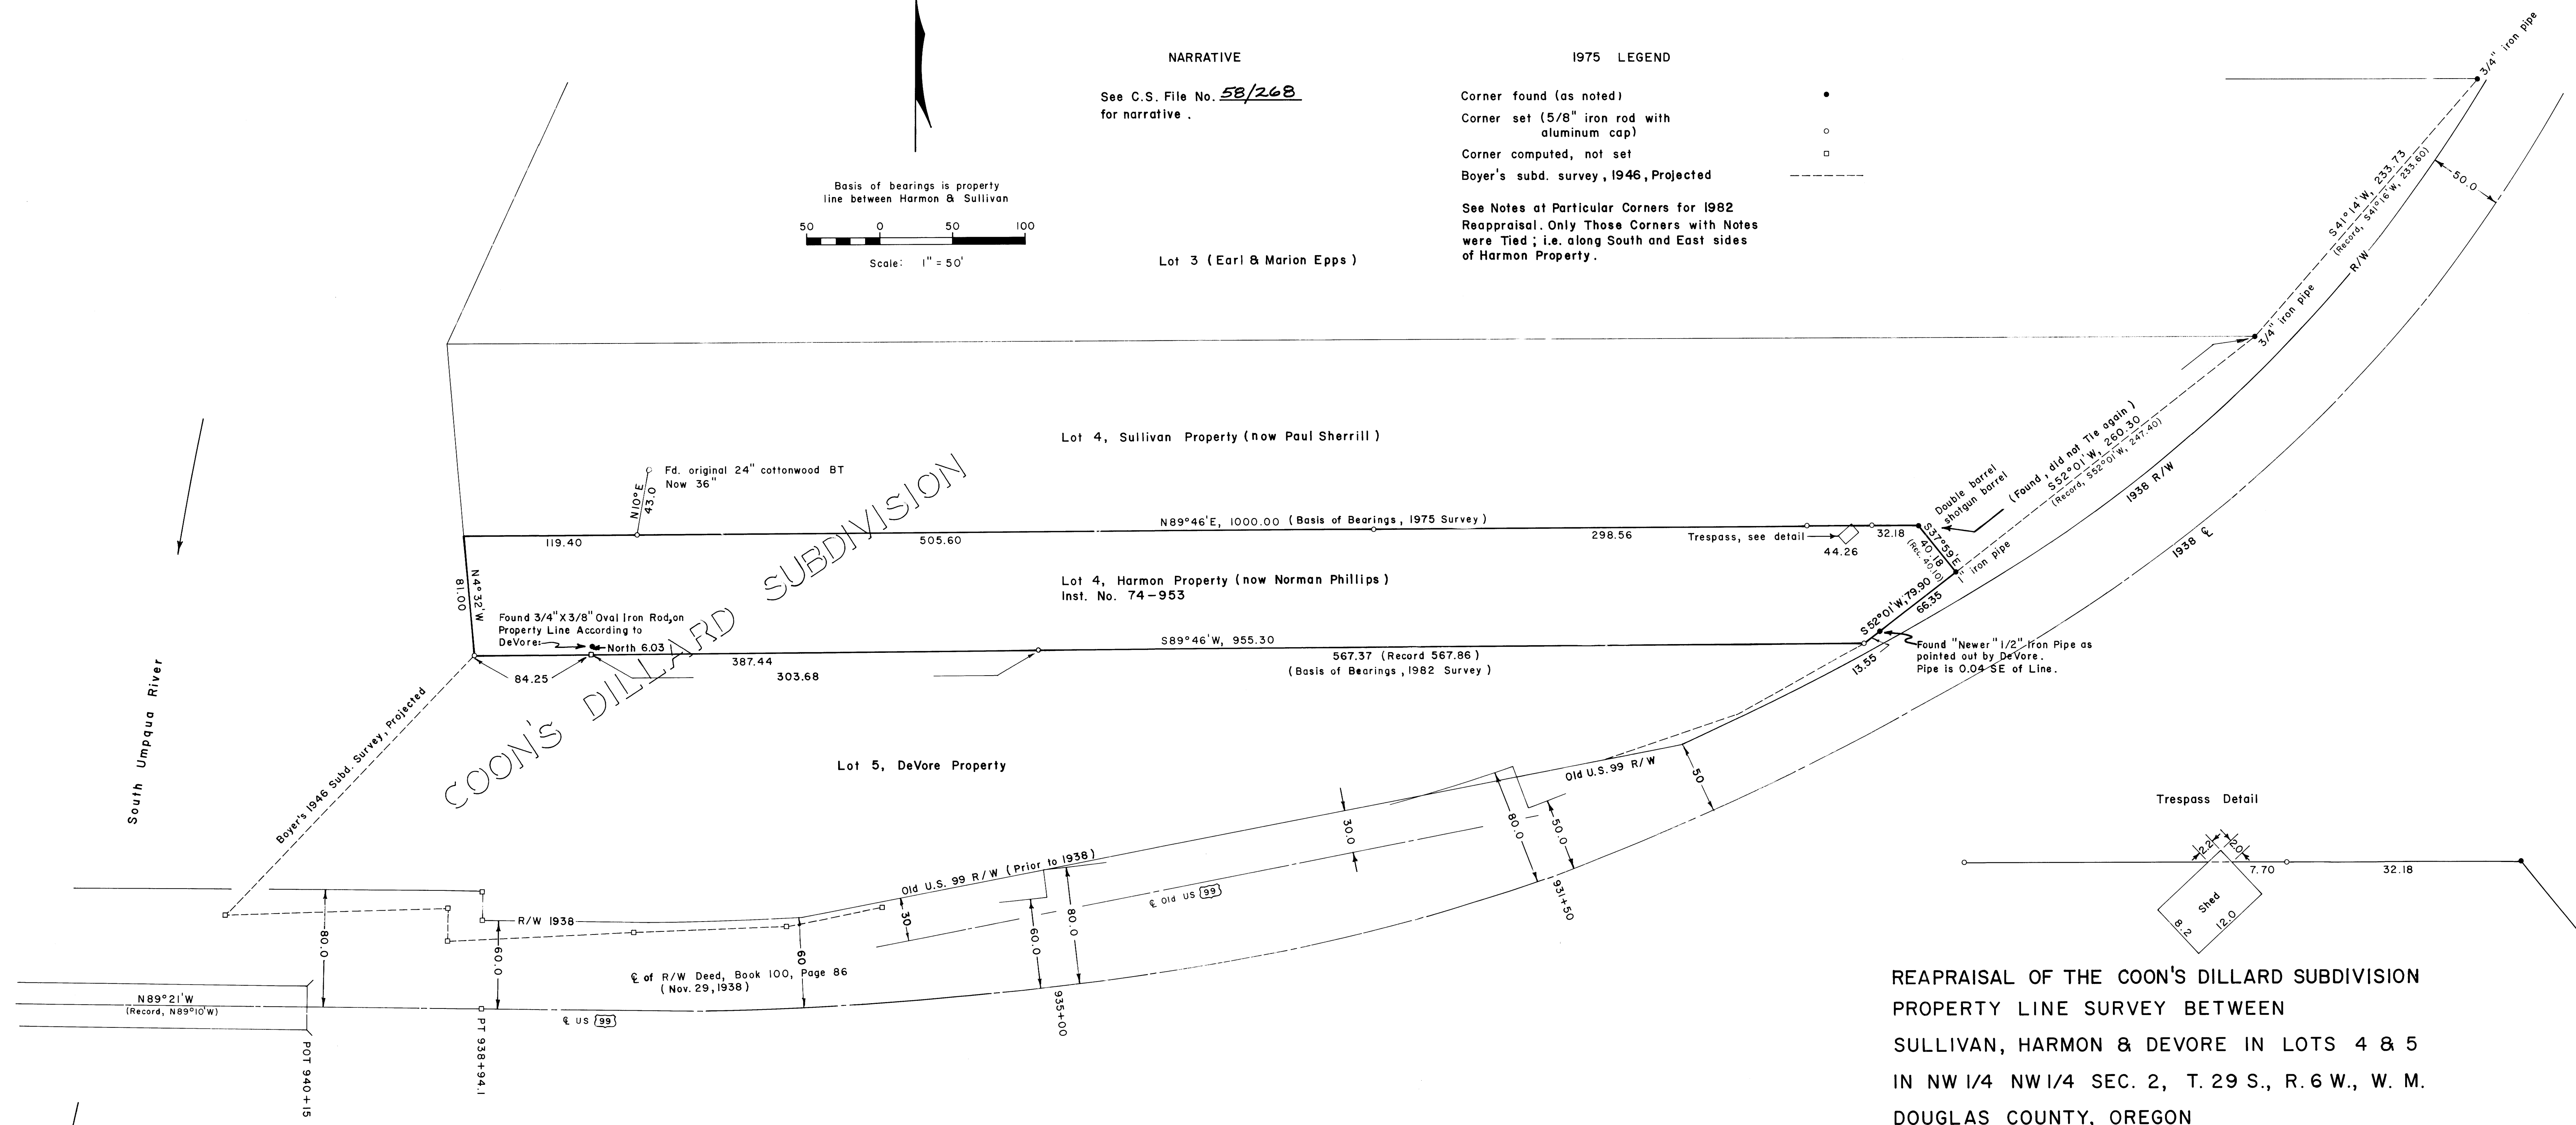 NARRATIVE
See C.S. File No. 58/268
for narrative .
1975 LEGEND
Corner found (as noted)
Corner set (5/8" iron rod with
aluminum cap)
Corner computed, not set
Boyer's subd. survey , 1946 , Projected
See Notes at Particular Corners for 1982
Reappraisal. Only Those Corners with Notes
were Tied ; i.e. along South and East sides
of Harmon Property .
Basis of bearings is property
line between Harmon & Sullivan
50 0 50 100
Scale: 1" = 50'
Lot 3 ( Earl & Marion Epps )
3/4" iron pipe
S41°14'W, 233.73
(Record, S41°16'W, 233.60)
50.0
R/W
3/4" iron pipe
Lot 4, Sullivan Property (now Paul Sherrill )
Fd. original 24" cottonwood BT
Now 36"
N10°E
43.0
(Found, did not Tie again )
S52°01'W, 260.30
(Record, S52°01'W, 247.40)
Double barrel
shotgun barrel
1938 R/W
1938 ℄
N89°46'E, 1000.00 (Basis of Bearings, 1975 Survey)
119.40
505.60
298.56
Trespass, see detail
44.26
32.18
S37°59'E
40.18
(Rec. 40.10)
1" iron pipe
N4°32'W
81.00
Lot 4, Harmon Property (now Norman Phillips )
Inst. No. 74-953
COON'S DILLARD SUBDIVISION
Found 3/4"X3/8" Oval Iron Rod,on
Property Line According to
DeVore:
North 6.03
S52°01'W,79.90
66.35
13.55
S89°46'W, 955.30
387.44
567.37 (Record 567.86)
(Basis of Bearings , 1982 Survey )
84.25
303.68
Found "Newer" 1/2" Iron Pipe as
pointed out by DeVore.
Pipe is 0.04 SE of Line.
South Umpqua River
Boyer's 1946 Subd. Survey, Projected
Lot 5, DeVore Property
Old U.S. 99 R/W
50
Old U.S. 99 R/W (Prior to 1938)
30.0
80.0
50.0
℄ Old US 99
931+50
R/W 1938
80.0
60.0
60
30
60.0
80.0
℄ of R/W Deed, Book 100, Page 86
( Nov. 29, 1938 )
N89°21'W
(Record, N89°10'W)
℄ US 99
935+00
POT 940+15
PT 938+94.1
Trespass Detail
2.2
2.0
7.70
32.18
Shed
8.2
12.0
REAPRAISAL OF THE COON'S DILLARD SUBDIVISION
PROPERTY LINE SURVEY BETWEEN
SULLIVAN, HARMON & DEVORE IN LOTS 4 & 5
IN NW 1/4 NW 1/4 SEC. 2, T. 29 S., R. 6 W., W. M.
DOUGLAS COUNTY, OREGON